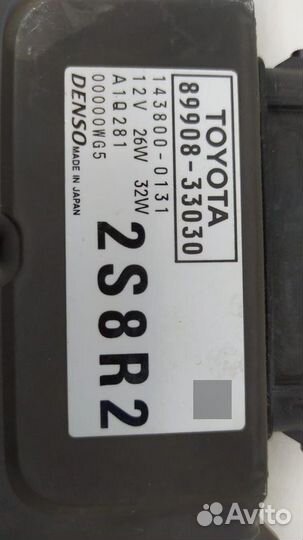 TOYOTA
89908-33030
143800-0131
12V 26W 32W
A1Q281
00000WG5
DENSO MADE IN JAPAN
2S8R2
Avito